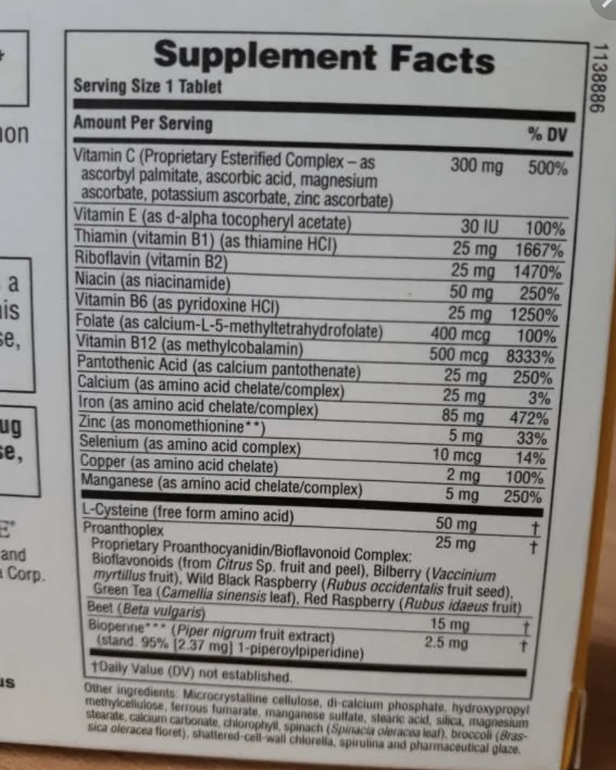 Supplement Facts
Serving Size 1 Tablet
Amount Per Serving % DV
Vitamin C (Proprietary Esterified Complex – as 300 mg 500%
ascorbyl palmitate, ascorbic acid, magnesium
ascorbate, potassium ascorbate, zinc ascorbate)
Vitamin E (as d-alpha tocopheryl acetate) 30 IU 100%
Thiamin (vitamin B1) (as thiamine HCl) 25 mg 1667%
Riboflavin (vitamin B2) 25 mg 1470%
Niacin (as niacinamide) 50 mg 250%
Vitamin B6 (as pyridoxine HCl) 25 mg 1250%
Folate (as calcium-L-5-methyltetrahydrofolate) 400 mcg 100%
Vitamin B12 (as methylcobalamin) 500 mcg 8333%
Pantothenic Acid (as calcium pantothenate) 25 mg 250%
Calcium (as amino acid chelate/complex) 25 mg 3%
Iron (as amino acid chelate/complex) 85 mg 472%
Zinc (as monomethionine**) 5 mg 33%
Selenium (as amino acid complex) 10 mcg 14%
Copper (as amino acid chelate) 2 mg 100%
Manganese (as amino acid chelate/complex) 5 mg 250%
L-Cysteine (free form amino acid) 50 mg †
Proanthoplex 25 mg †
Proprietary Proanthocyanidin/Bioflavonoid Complex:
Bioflavonoids (from Citrus Sp. fruit and peel), Bilberry (Vaccinium
myrtillus fruit), Wild Black Raspberry (Rubus occidentalis fruit seed),
Green Tea (Camellia sinensis leaf), Red Raspberry (Rubus idaeus fruit)
Beet (Beta vulgaris) 15 mg †
Bioperine*** (Piper nigrum fruit extract) 2.5 mg †
(stand. 95% [2.37 mg] 1-piperoylpiperidine)
†Daily Value (DV) not established.
Other ingredients: Microcrystalline cellulose, di-calcium phosphate, hydroxypropyl
methylcellulose, ferrous fumarate, manganese sulfate, stearic acid, silica, magnesium
stearate, calcium carbonate, chlorophyll, spinach (Spinacia oleracea leaf), broccoli (Bras-
sica oleracea floret), shattered-cell-wall chlorella, spirulina and pharmaceutical glaze.
1138886
and
Corp.